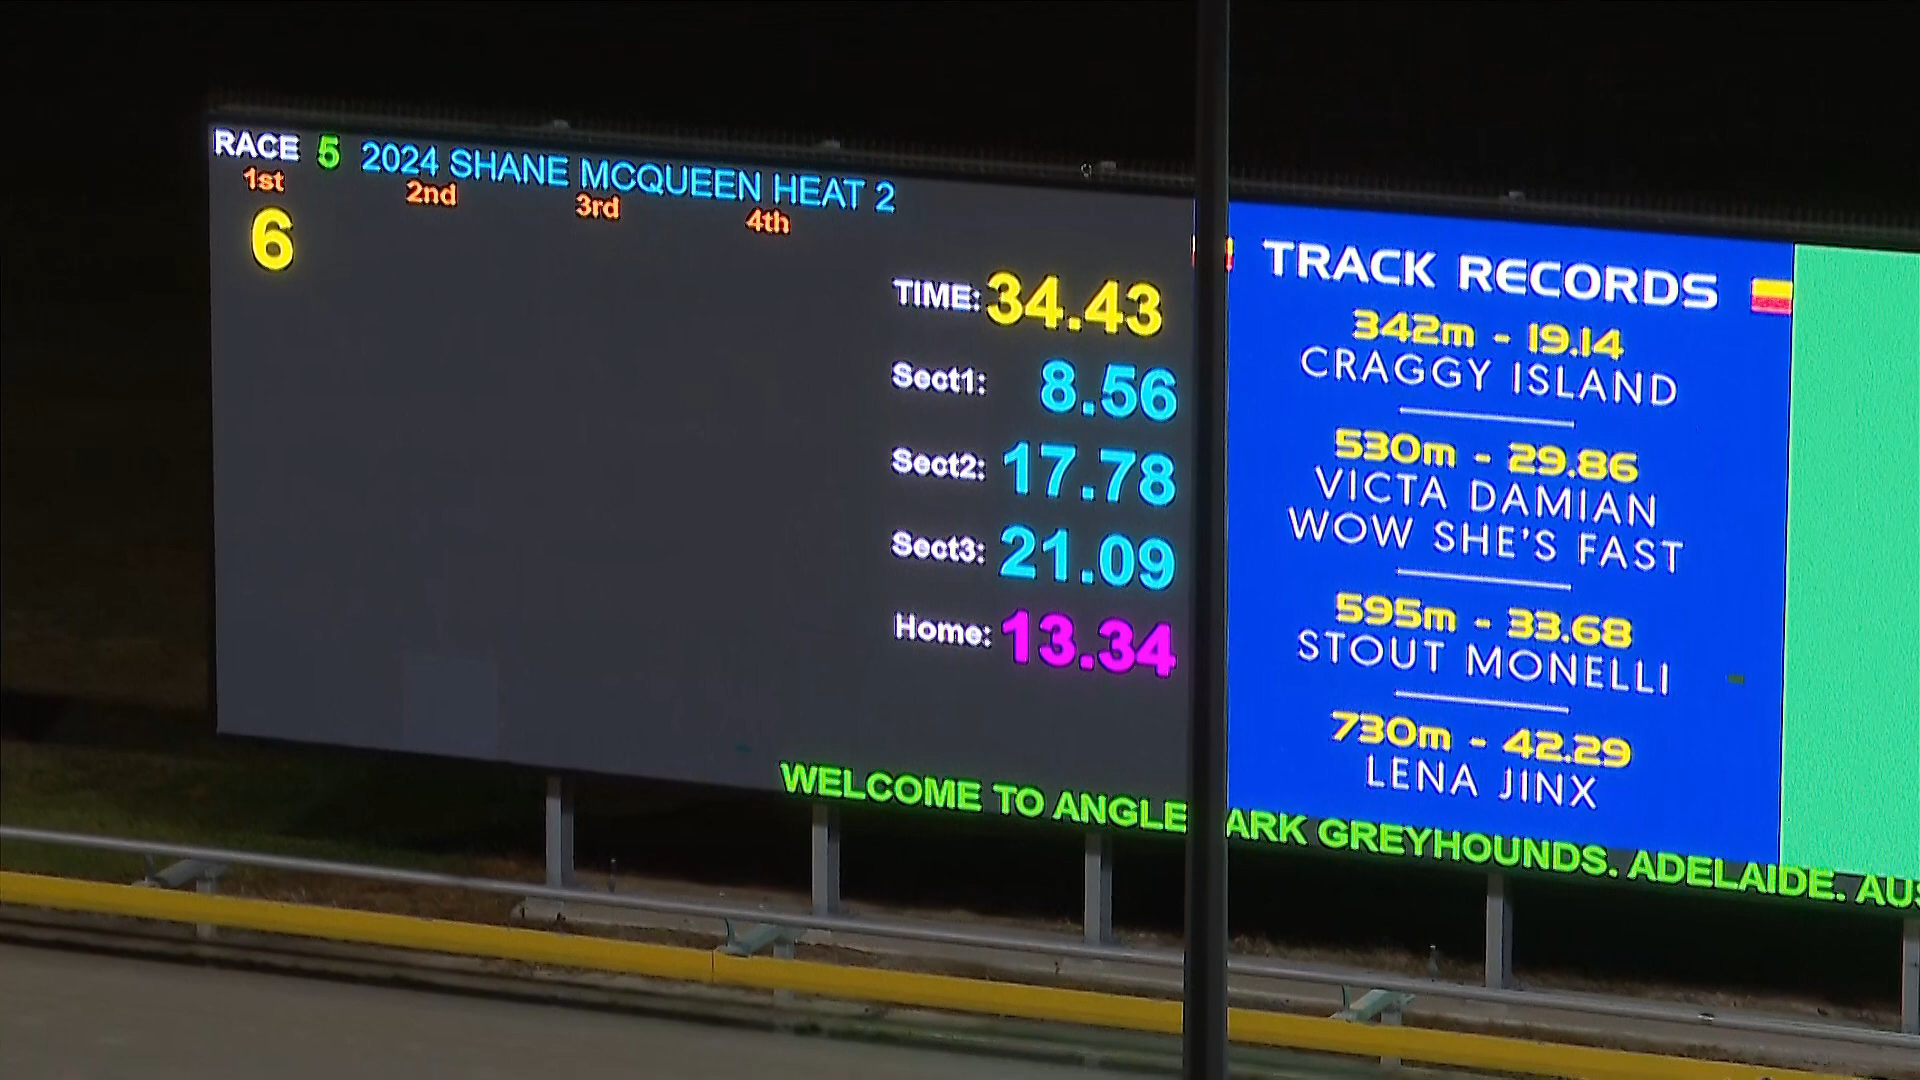 RACE 5 2024 SHANE MCQUEEN HEAT 2
1st 2nd 3rd 4th
6
TIME: 34.43
Sect1: 8.56
Sect2: 17.78
Sect3: 21.09
Home: 13.34
TRACK RECORDS
342m - 19.14
CRAGGY ISLAND
530m - 29.86
VICTA DAMIAN
WOW SHE'S FAST
595m - 33.68
STOUT MONELLI
730m - 42.29
LENA JINX
WELCOME TO ANGLE ARK GREYHOUNDS. ADELAIDE. AUS